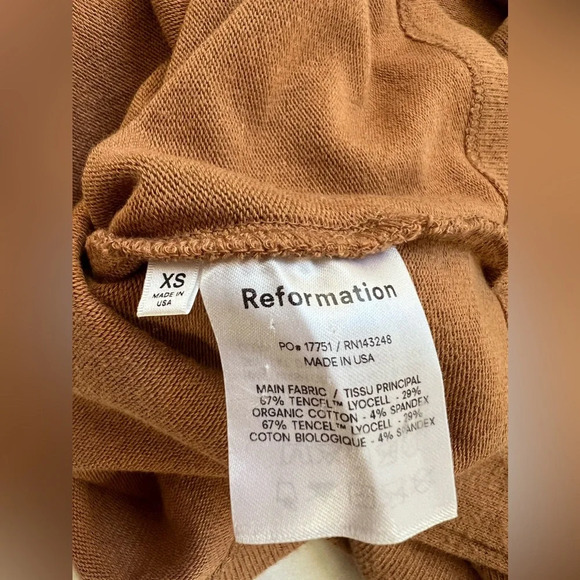 XS
MADE IN
USA
Reformation
PO# 17751 / RN143248
MADE IN USA
MAIN FABRIC / TISSU PRINCIPAL
67% TENCEL™ LYOCELL - 29%
ORGANIC COTTON - 4% SPANDEX
67% TENCEL™ LYOCELL - 29%
COTON BIOLOGIQUE - 4% SPANDEX